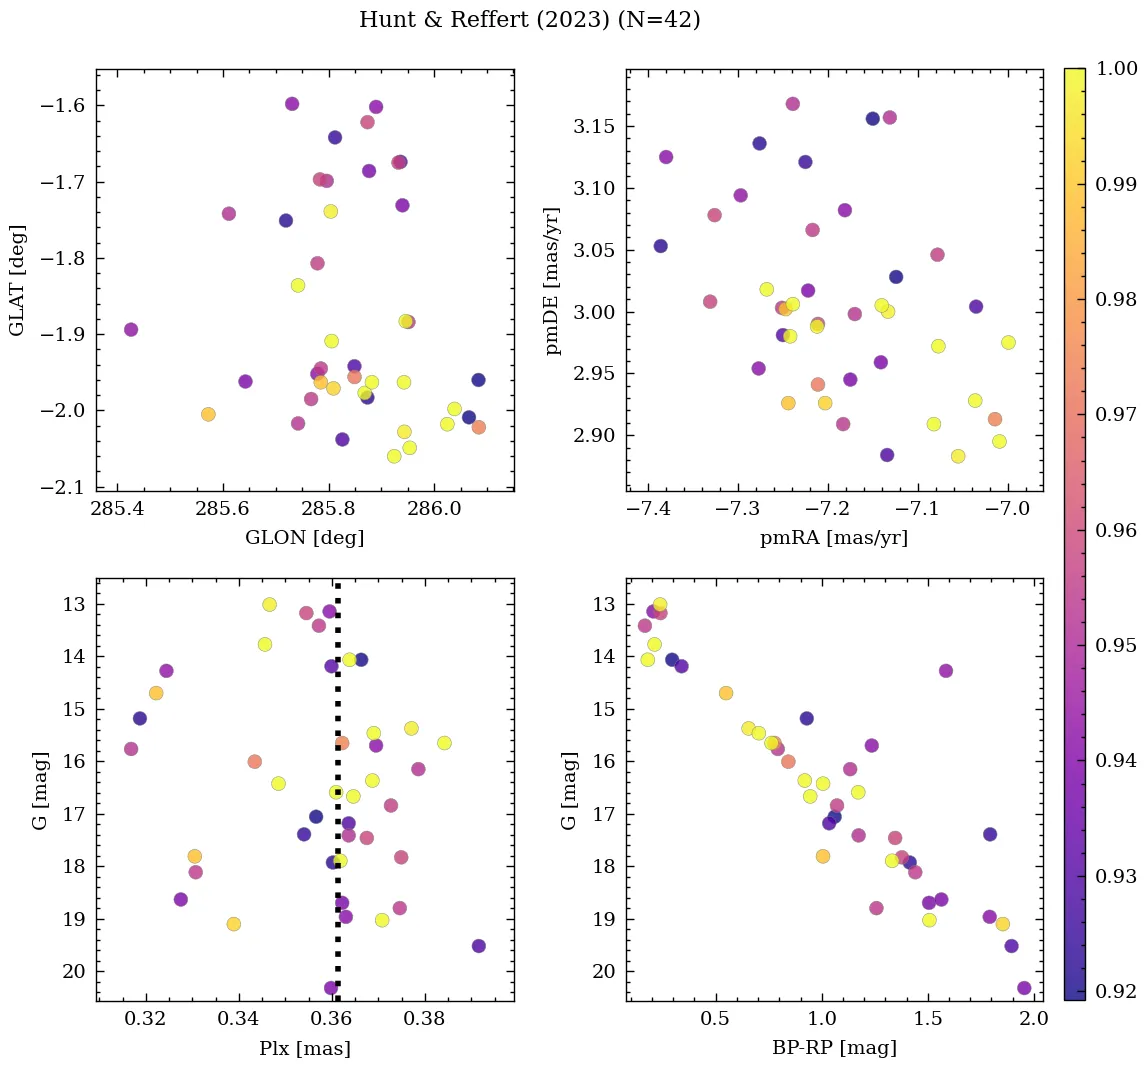 Hunt & Reffert (2023) (N=42)
−1.6
−1.7
−1.8
−1.9
−2.0
−2.1
GLAT [deg]
285.4 285.6 285.8 286.0
GLON [deg]
3.15
3.10
3.05
3.00
2.95
2.90
pmDE [mas/yr]
−7.4 −7.3 −7.2 −7.1 −7.0
pmRA [mas/yr]
13
14
15
16
17
18
19
20
G [mag]
0.32 0.34 0.36 0.38
Plx [mas]
13
14
15
16
17
18
19
20
G [mag]
0.5 1.0 1.5 2.0
BP-RP [mag]
1.00
0.99
0.98
0.97
0.96
0.95
0.94
0.93
0.92